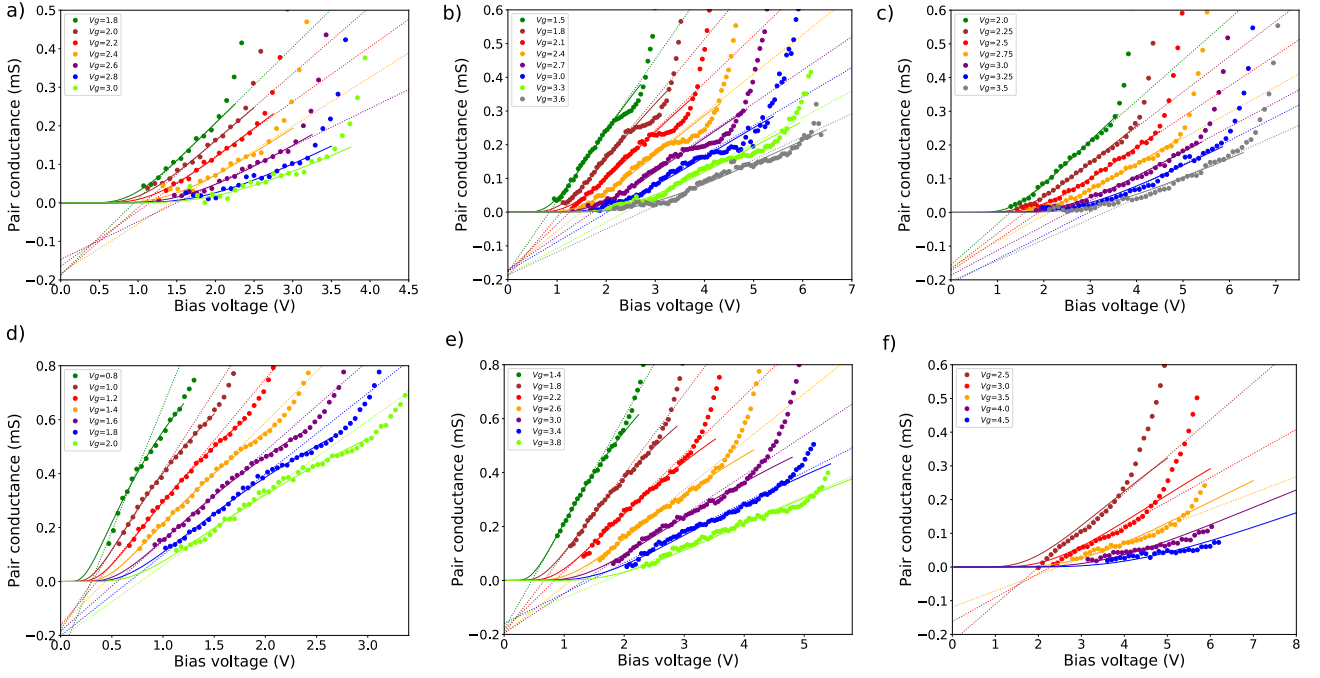 a)
Pair conductance (mS)
0.5
0.4
0.3
0.2
0.1
0.0
−0.1
−0.2
Vg=1.8
Vg=2.0
Vg=2.2
Vg=2.4
Vg=2.6
Vg=2.8
Vg=3.0
0.0 0.5 1.0 1.5 2.0 2.5 3.0 3.5 4.0 4.5
Bias voltage (V)
b)
Pair conductance (mS)
0.6
0.5
0.4
0.3
0.2
0.1
0.0
−0.1
−0.2
Vg=1.5
Vg=1.8
Vg=2.1
Vg=2.4
Vg=2.7
Vg=3.0
Vg=3.3
Vg=3.6
0 1 2 3 4 5 6 7
Bias voltage (V)
c)
Pair conductance (mS)
0.6
0.5
0.4
0.3
0.2
0.1
0.0
−0.1
−0.2
Vg=2.0
Vg=2.25
Vg=2.5
Vg=2.75
Vg=3.0
Vg=3.25
Vg=3.5
0 1 2 3 4 5 6 7
Bias voltage (V)
d)
Pair conductance (mS)
0.8
0.6
0.4
0.2
0.0
−0.2
Vg=0.8
Vg=1.0
Vg=1.2
Vg=1.4
Vg=1.6
Vg=1.8
Vg=2.0
0.0 0.5 1.0 1.5 2.0 2.5 3.0
Bias voltage (V)
e)
Pair conductance (mS)
0.8
0.6
0.4
0.2
0.0
−0.2
Vg=1.4
Vg=1.8
Vg=2.2
Vg=2.6
Vg=3.0
Vg=3.4
Vg=3.8
0 1 2 3 4 5
Bias voltage (V)
f)
Pair conductance (mS)
0.6
0.5
0.4
0.3
0.2
0.1
0.0
−0.1
−0.2
Vg=2.5
Vg=3.0
Vg=3.5
Vg=4.0
Vg=4.5
0 1 2 3 4 5 6 7 8
Bias voltage (V)